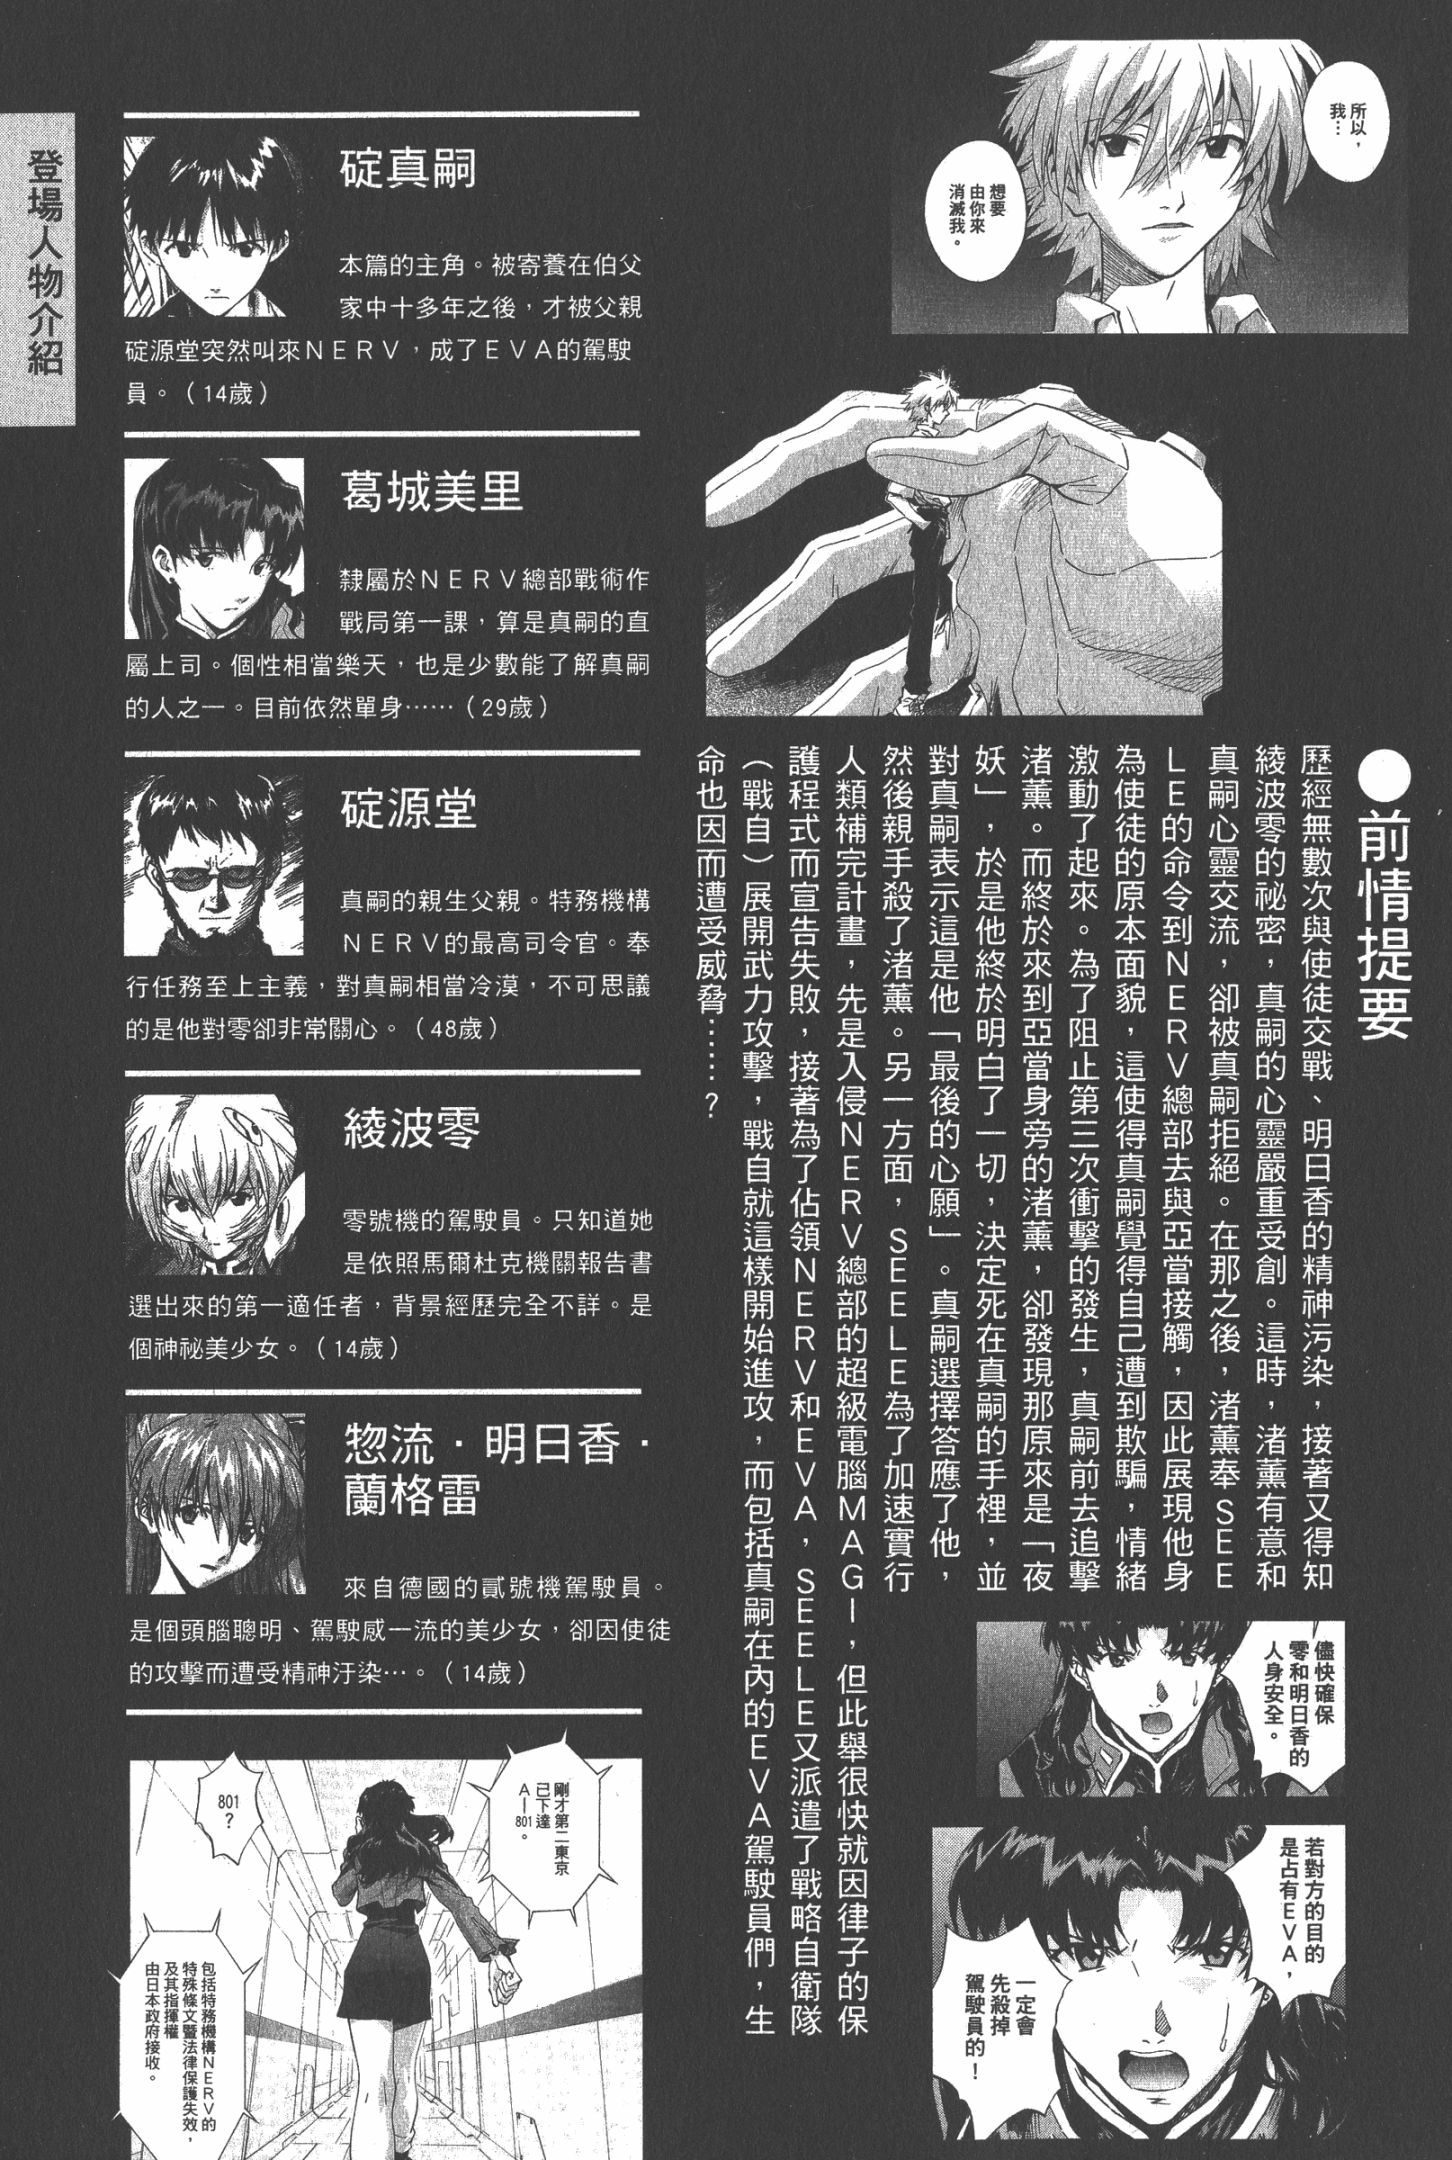 所以，
我…
想要
由你來
消滅我。
●前情提要
歷經無數次與使徒交戰、明日香的精神污染，接著又得知
綾波零的祕密，真嗣的心靈嚴重受創。這時，渚薰有意和
真嗣心靈交流，卻被真嗣拒絕。在那之後，渚薰奉ＳＥＥ
ＬＥ的命令到ＮＥＲＶ總部去與亞當接觸，因此展現他身
為使徒的原本面貌，這使得真嗣覺得自己遭到欺騙，情緒
激動了起來。為了阻止第三次衝擊的發生，真嗣前去追擊
渚薰。而終於來到亞當身旁的渚薰，卻發現那原來是「夜
妖」，於是他終於明白了一切，決定死在真嗣的手裡，並
對真嗣表示這是他「最後的心願」。真嗣選擇答應了他，
然後親手殺了渚薰。另一方面，ＳＥＥＬＥ為了加速實行
人類補完計畫，先是入侵ＮＥＲＶ總部的超級電腦ＭＡＧＩ，但此舉很快就因律子的保
護程式而宣告失敗，接著為了佔領ＮＥＲＶ和ＥＶＡ，ＳＥＥＬＥ又派遣了戰略自衛隊
（戰自）展開武力攻擊，戰自就這樣開始進攻，而包括真嗣在內的ＥＶＡ駕駛員們，生
命也因而遭受威脅……？
儘快確保
零和明日香的
人身安全。
若對方的目的
是占有ＥＶＡ，
一定會
先殺掉
駕駛員的！
登場人物介紹
碇真嗣
本篇的主角。被寄養在伯父
家中十多年之後，才被父親
碇源堂突然叫來ＮＥＲＶ，成了ＥＶＡ的駕駛
員。（14歲）
葛城美里
隸屬於ＮＥＲＶ總部戰術作
戰局第一課，算是真嗣的直
屬上司。個性相當樂天，也是少數能了解真嗣
的人之一。目前依然單身……（29歲）
碇源堂
真嗣的親生父親。特務機構
ＮＥＲＶ的最高司令官。奉
行任務至上主義，對真嗣相當冷漠，不可思議
的是他對零卻非常關心。（48歲）
綾波零
零號機的駕駛員。只知道她
是依照馬爾杜克機關報告書
選出來的第一適任者，背景經歷完全不詳。是
個神祕美少女。（14歲）
惣流・明日香・
蘭格雷
來自德國的貳號機駕駛員。
是個頭腦聰明、駕駛感一流的美少女，卻因使徒
的攻擊而遭受精神汙染…。（14歲）
剛才第二東京
已下達
Ａ－801。
801
？
包括特務機構ＮＥＲＶ的
特殊條文暨法律保護失效，
及其指揮權
由日本政府接收。